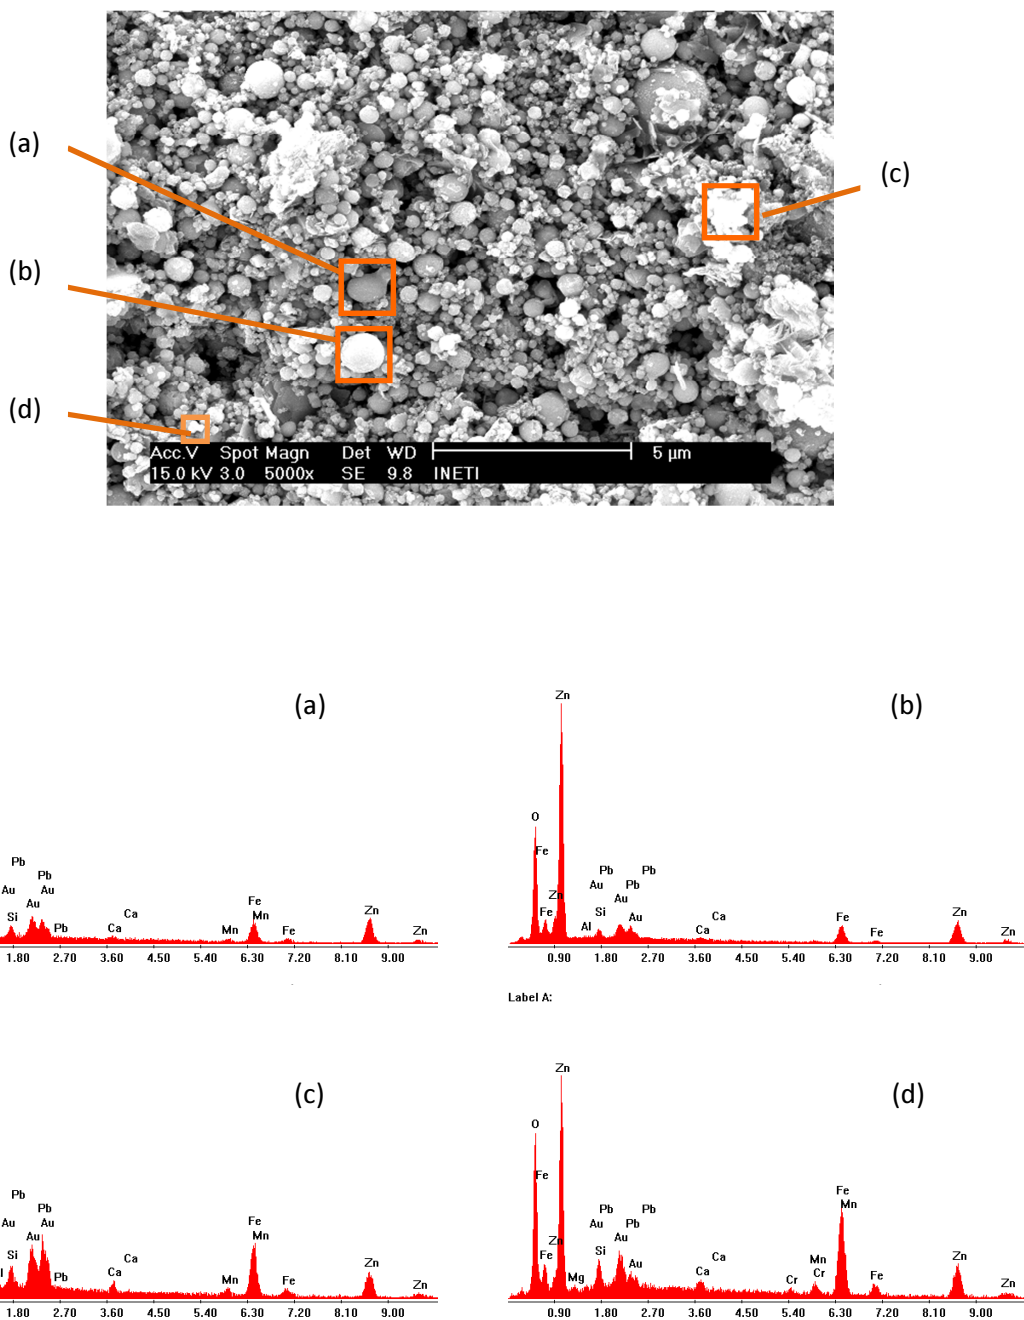 (a)
(c)
(b)
(d)
Acc.V Spot Magn Det WD 5 µm
15.0 kV 3.0 5000x SE 9.8 INETI
(a)
Pb
Pb
Au Au
Au
Si
Pb
Ca
Ca
Fe
Mn
Mn
Fe
Zn
Zn
1.80 2.70 3.60 4.50 5.40 6.30 7.20 8.10 9.00
(b)
Zn
O
Fe
Zn
Fe
Al
Pb Pb
Au Pb
Au
Si
Au
Ca
Ca
Fe
Fe
Zn
Zn
0.90 1.80 2.70 3.60 4.50 5.40 6.30 7.20 8.10 9.00
Label A:
(c)
Pb
Pb
Au Au
Au
Si
Pb
Ca
Ca
Fe
Mn
Mn
Fe
Zn
Zn
1.80 2.70 3.60 4.50 5.40 6.30 7.20 8.10 9.00
(d)
Zn
O
Fe
Zn
Fe
Mg
Pb Pb
Au Pb
Au
Si
Ca
Ca
Cr
Mn
Cr
Fe
Mn
Fe
Zn
Zn
0.90 1.80 2.70 3.60 4.50 5.40 6.30 7.20 8.10 9.00